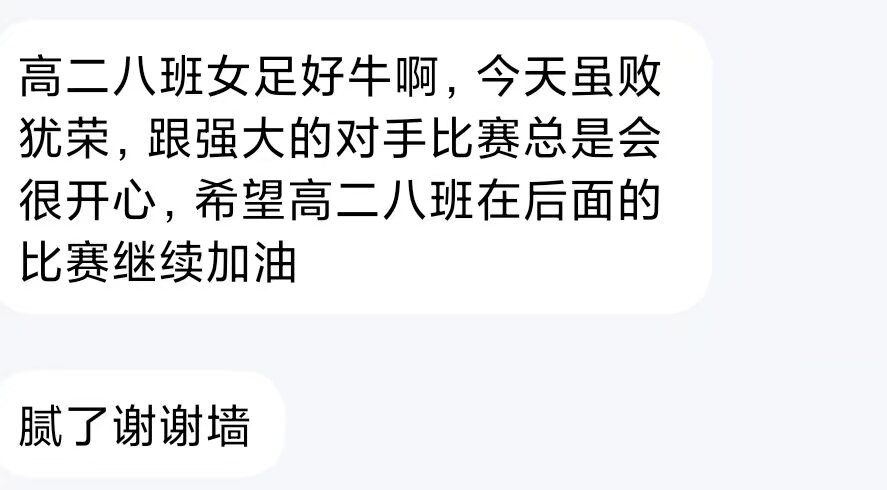 高二八班女足好牛啊，今天虽败
犹荣，跟强大的对手比赛总是会
很开心，希望高二八班在后面的
比赛继续加油
腻了谢谢墙